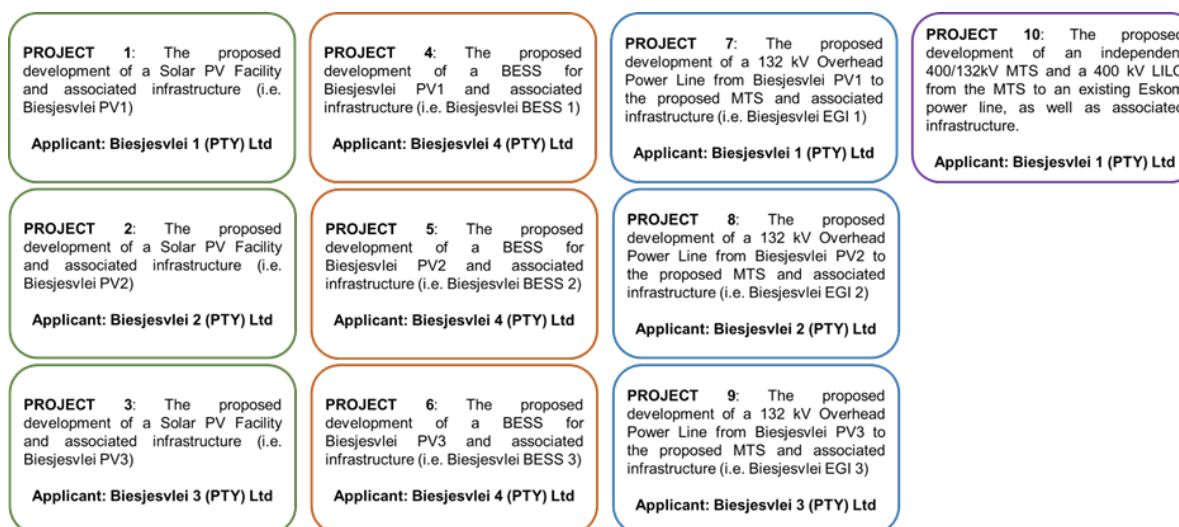 PROJECT 1: The proposed
development of a Solar PV Facility
and associated infrastructure (i.e.
Biesjesvlei PV1)
Applicant: Biesjesvlei 1 (PTY) Ltd
PROJECT 2: The proposed
development of a Solar PV Facility
and associated infrastructure (i.e.
Biesjesvlei PV2)
Applicant: Biesjesvlei 2 (PTY) Ltd
PROJECT 3: The proposed
development of a Solar PV Facility
and associated infrastructure (i.e.
Biesjesvlei PV3)
Applicant: Biesjesvlei 3 (PTY) Ltd
PROJECT 4: The proposed
development of a BESS for
Biesjesvlei PV1 and associated
infrastructure (i.e. Biesjesvlei BESS 1)
Applicant: Biesjesvlei 4 (PTY) Ltd
PROJECT 5: The proposed
development of a BESS for
Biesjesvlei PV2 and associated
infrastructure (i.e. Biesjesvlei BESS 2)
Applicant: Biesjesvlei 4 (PTY) Ltd
PROJECT 6: The proposed
development of a BESS for
Biesjesvlei PV3 and associated
infrastructure (i.e. Biesjesvlei BESS 3)
Applicant: Biesjesvlei 4 (PTY) Ltd
PROJECT 7: The proposed
development of a 132 kV Overhead
Power Line from Biesjesvlei PV1 to
the proposed MTS and associated
infrastructure (i.e. Biesjesvlei EGI 1)
Applicant: Biesjesvlei 1 (PTY) Ltd
PROJECT 8: The proposed
development of a 132 kV Overhead
Power Line from Biesjesvlei PV2 to
the proposed MTS and associated
infrastructure (i.e. Biesjesvlei EGI 2)
Applicant: Biesjesvlei 2 (PTY) Ltd
PROJECT 9: The proposed
development of a 132 kV Overhead
Power Line from Biesjesvlei PV3 to
the proposed MTS and associated
infrastructure (i.e. Biesjesvlei EGI 3)
Applicant: Biesjesvlei 3 (PTY) Ltd
PROJECT 10: The proposed
development of an independent
400/132kV MTS and a 400 kV LILO
from the MTS to an existing Eskom
power line, as well as associated
infrastructure.
Applicant: Biesjesvlei 1 (PTY) Ltd